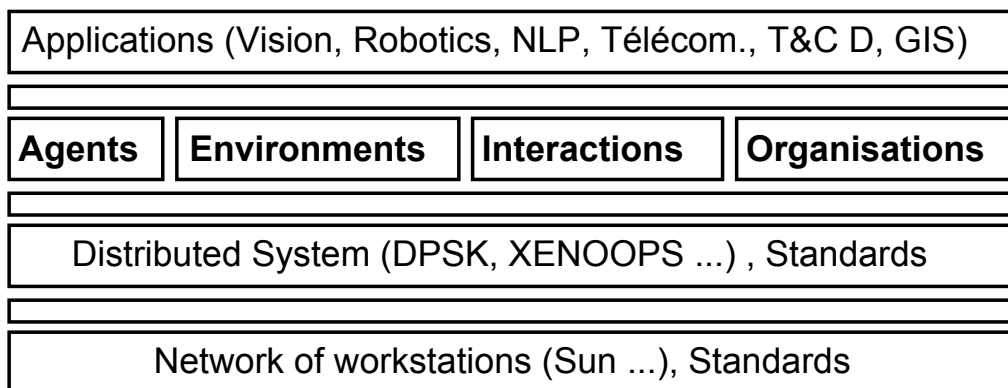 Applications (Vision, Robotics, NLP, Télécom., T&C D, GIS)
Agents Environments Interactions Organisations
Distributed System (DPSK, XENOOPS ...) , Standards
Network of workstations (Sun ...), Standards